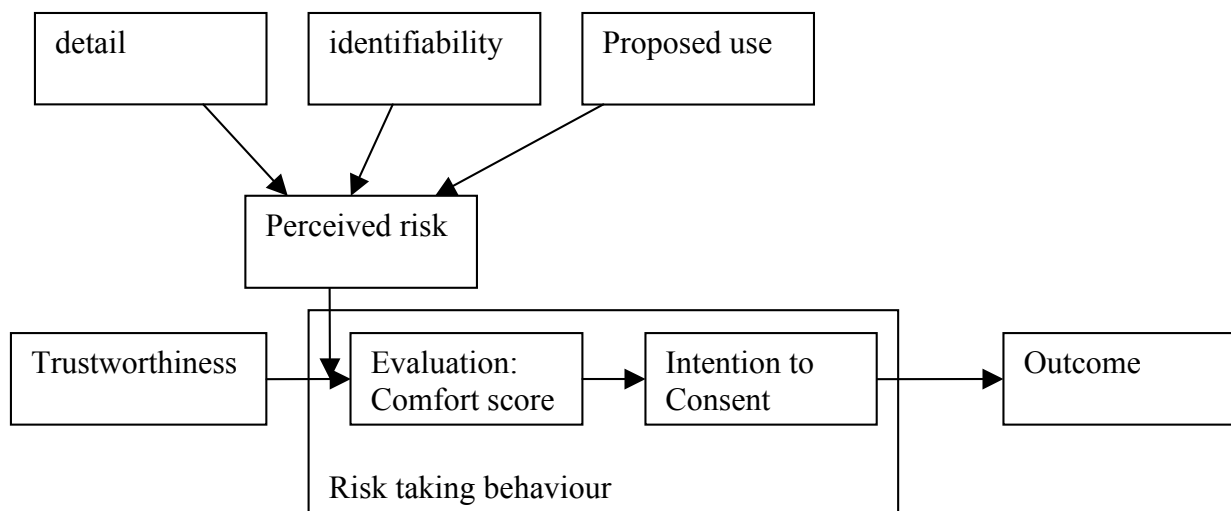 detail
identifiability
Proposed use
Perceived risk
Trustworthiness
Evaluation:
Comfort score
Intention to
Consent
Outcome
Risk taking behaviour